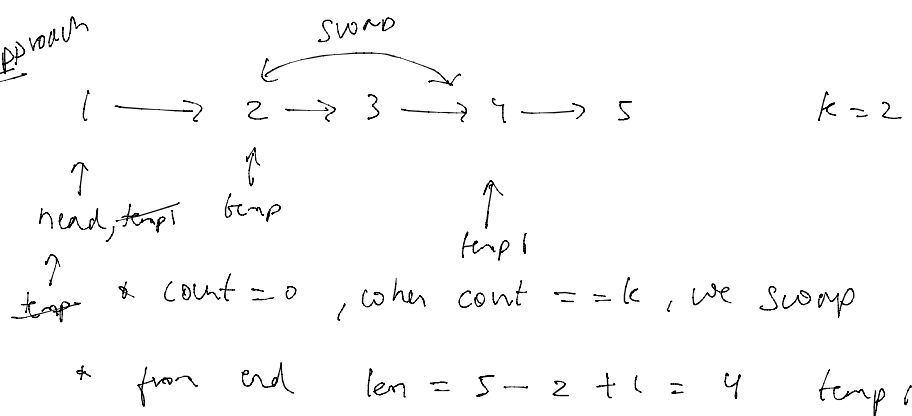 Approach
swap
1 → 2 → 3 → 4 → 5 k = 2
head, temp1 temp
temp1
temp * count = 0 , when cont == k , we swap
* from end len = 5 - 2 + 1 = 4 temp1